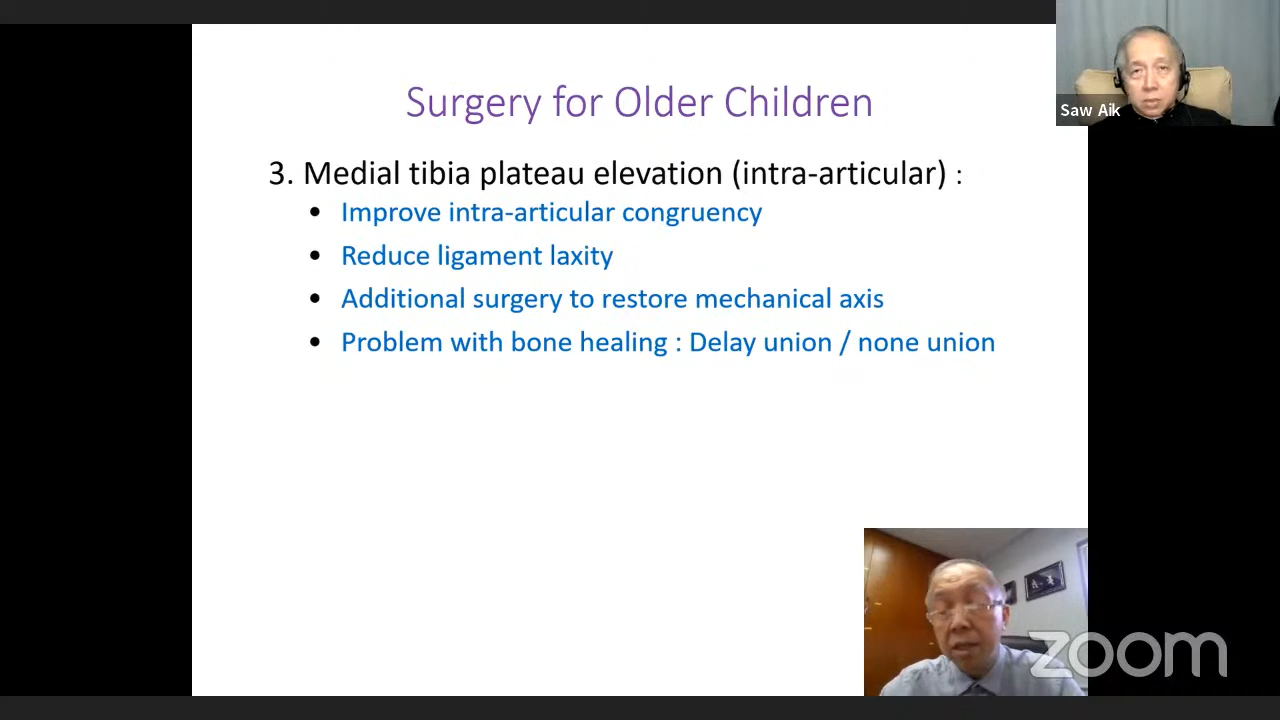 Surgery for Older Children
3. Medial tibia plateau elevation (intra-articular) :
• Improve intra-articular congruency
• Reduce ligament laxity
• Additional surgery to restore mechanical axis
• Problem with bone healing : Delay union / none union
Saw Aik
zoom